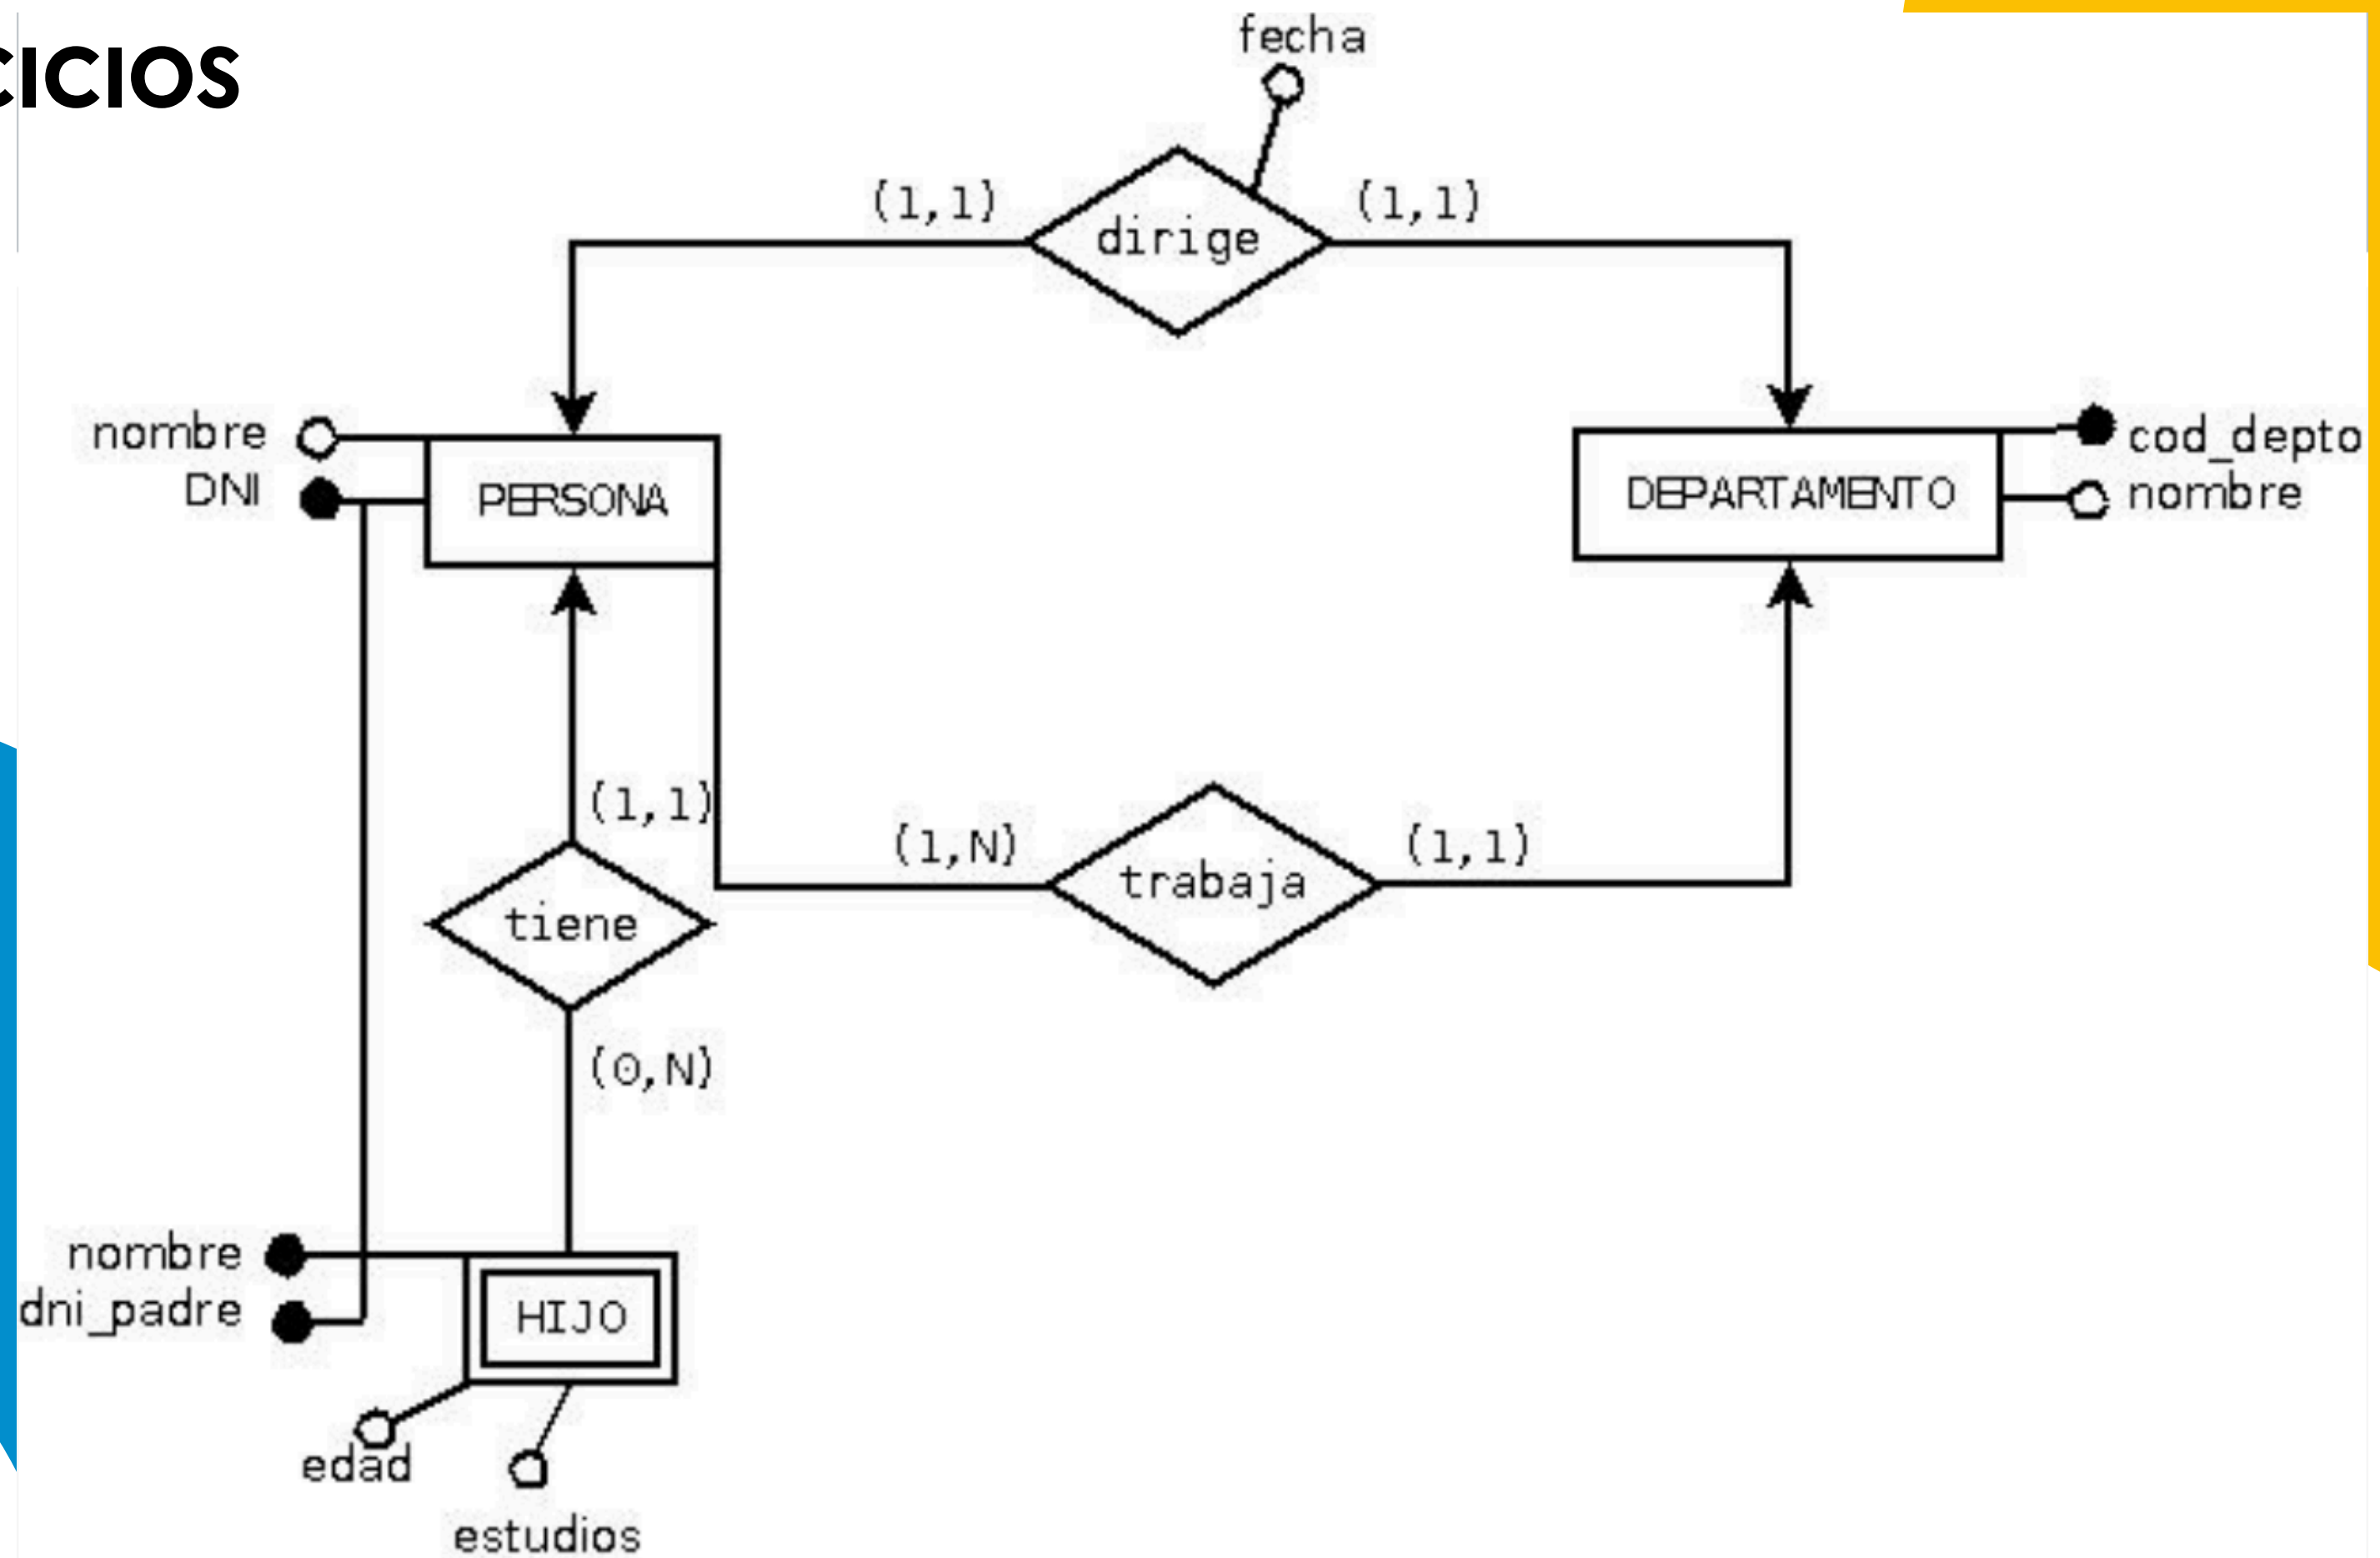 CICIOS
fecha
(1,1)
(1,1)
dirige
nombre
DNI
PERSONA
DEPARTAMENTO
cod_depto
nombre
(1,1)
(1,N)
(1,1)
tiene
trabaja
(0,N)
nombre
dni_padre
HIJO
edad
estudios